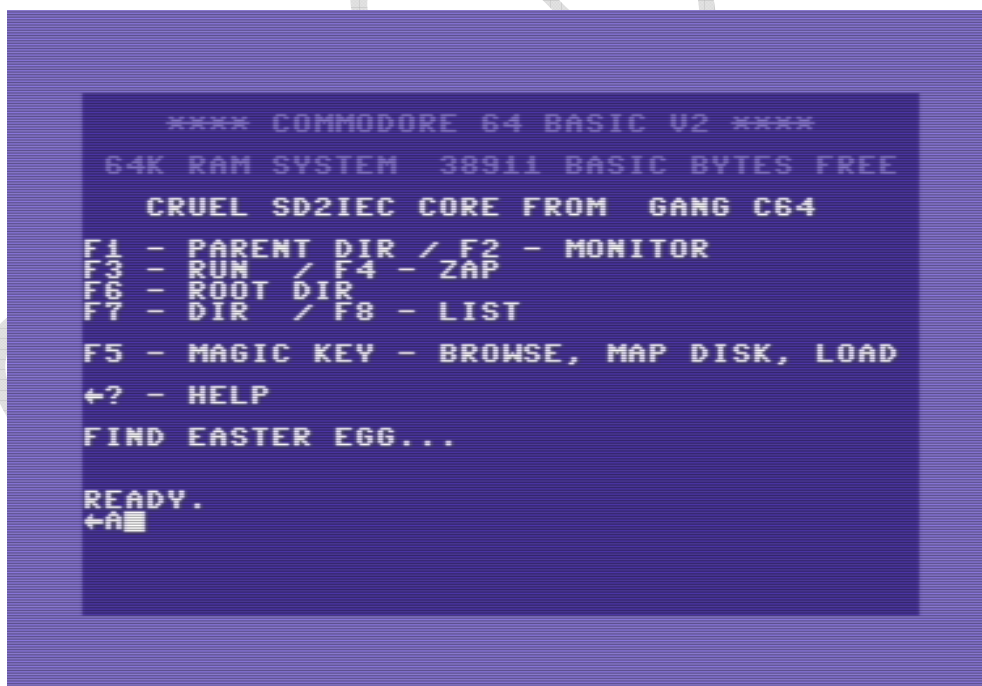 **** COMMODORE 64 BASIC V2 ****
64K RAM SYSTEM  38911 BASIC BYTES FREE
CRUEL SD2IEC CORE FROM  GANG C64
F1 - PARENT DIR / F2 - MONITOR
F3 - RUN  / F4 - ZAP
F6 - ROOT DIR
F7 - DIR  / F8 - LIST
F5 - MAGIC KEY - BROWSE, MAP DISK, LOAD
←? - HELP
FIND EASTER EGG...
READY.
←A